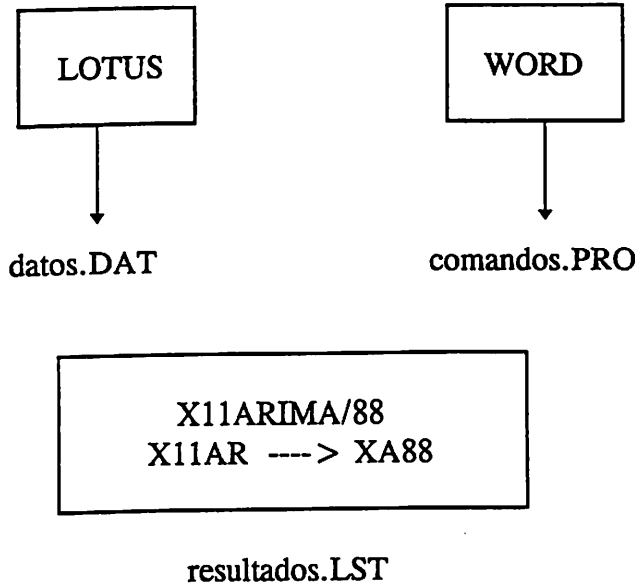 LOTUS
WORD
datos.DAT
comandos.PRO
X11ARIMA/88
X11AR ----> XA88
resultados.LST